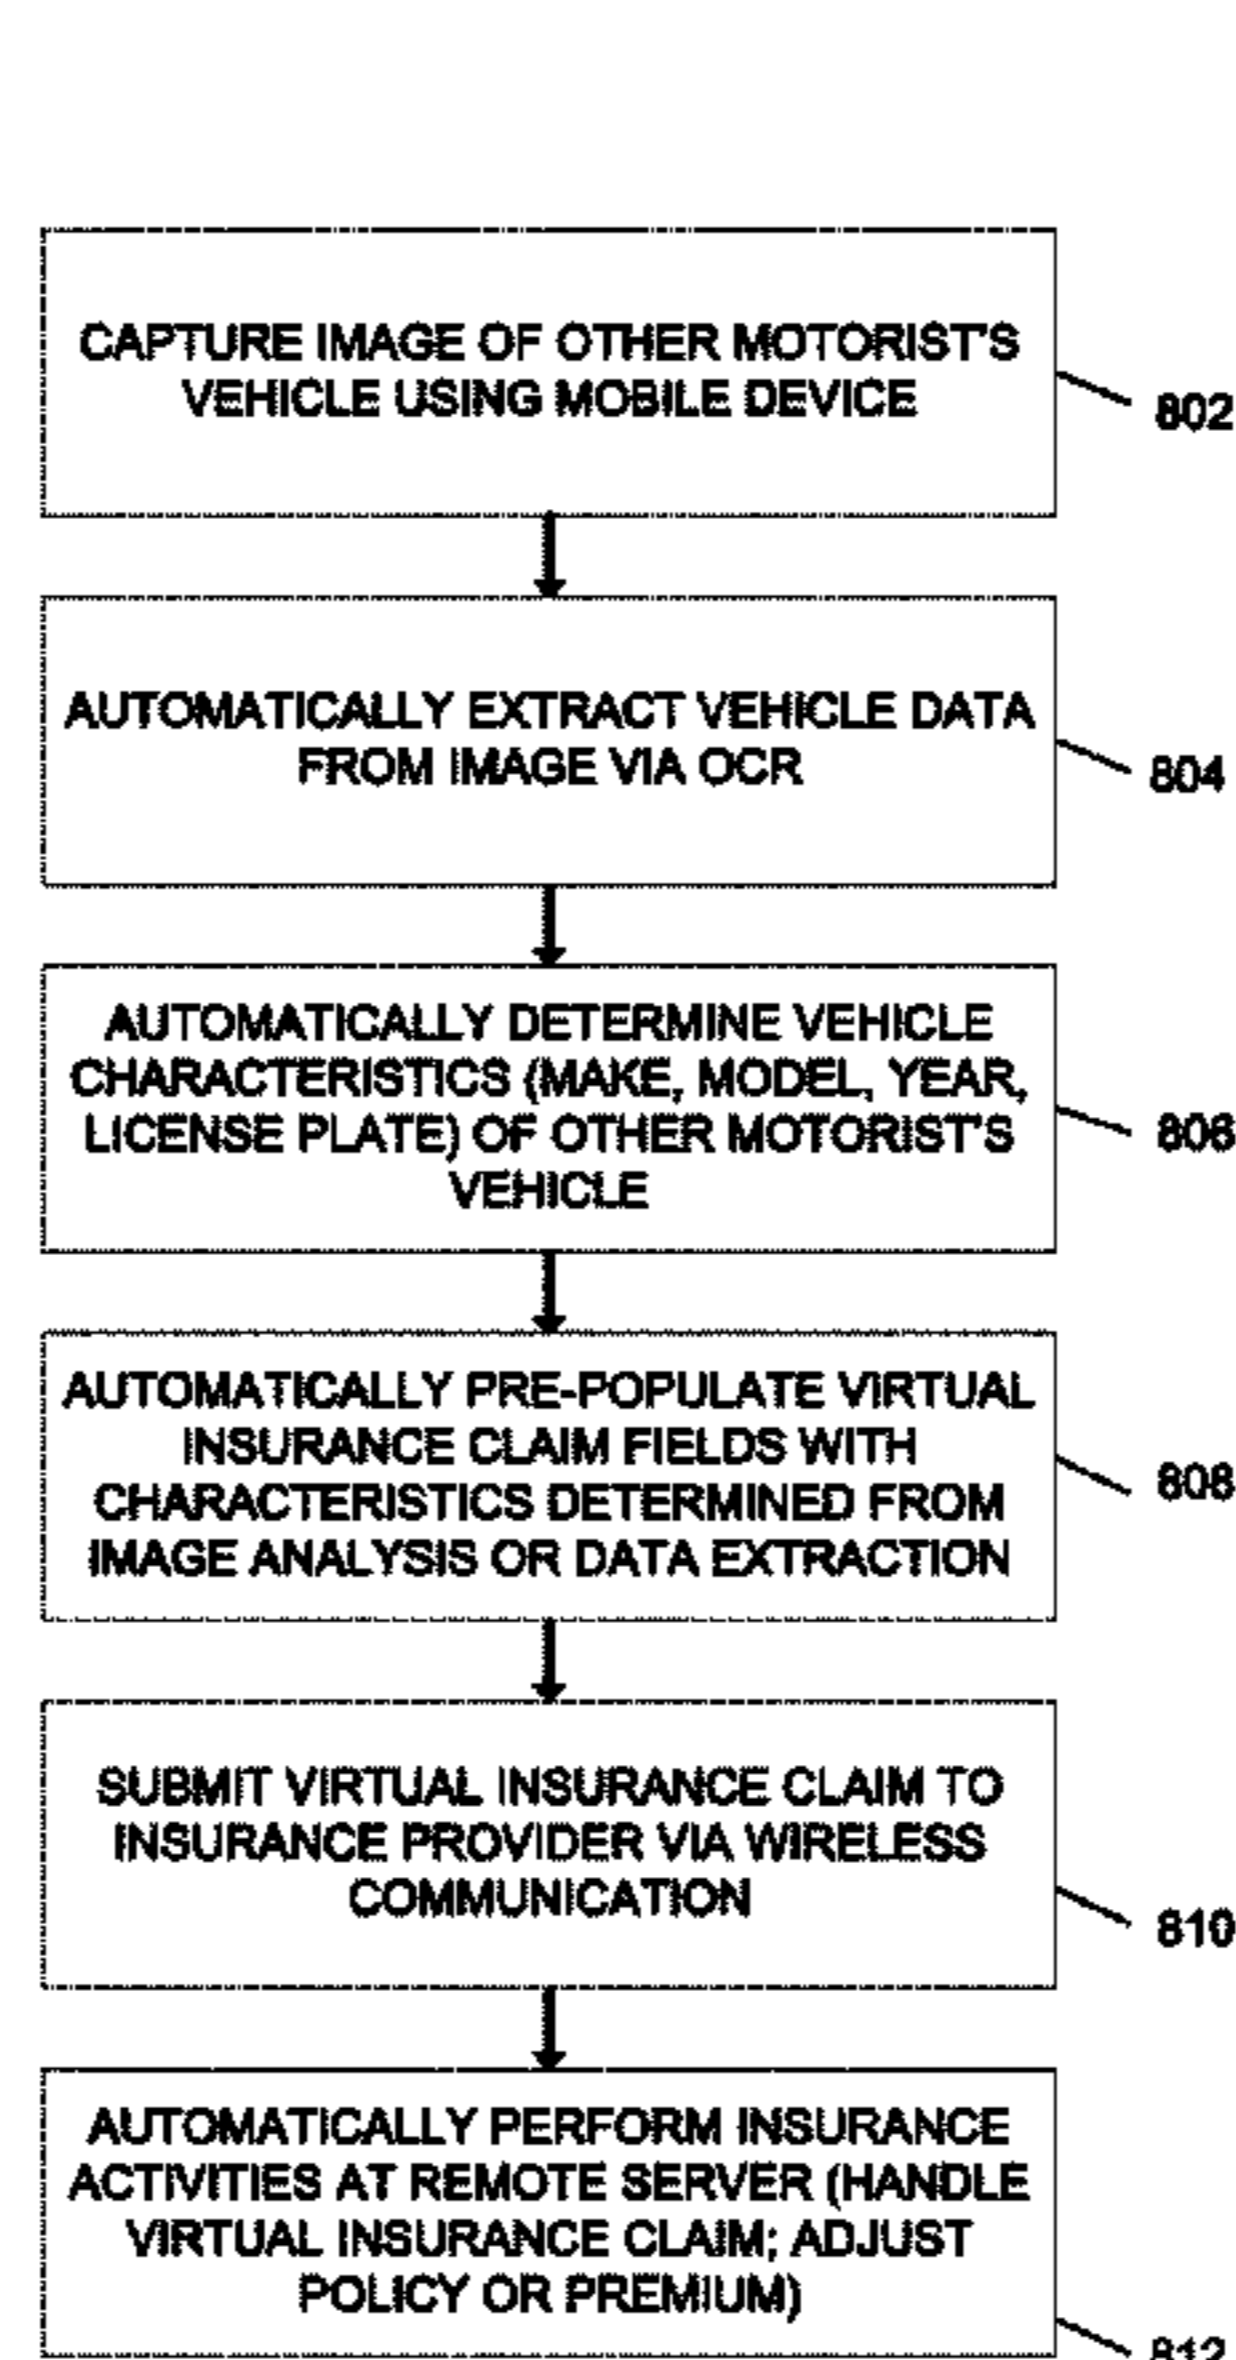 CAPTURE IMAGE OF OTHER MOTORIST'S
VEHICLE USING MOBILE DEVICE
802
AUTOMATICALLY EXTRACT VEHICLE DATA
FROM IMAGE VIA OCR
804
AUTOMATICALLY DETERMINE VEHICLE
CHARACTERISTICS (MAKE, MODEL, YEAR,
LICENSE PLATE) OF OTHER MOTORIST'S
VEHICLE
806
AUTOMATICALLY PRE-POPULATE VIRTUAL
INSURANCE CLAIM FIELDS WITH
CHARACTERISTICS DETERMINED FROM
IMAGE ANALYSIS OR DATA EXTRACTION
808
SUBMIT VIRTUAL INSURANCE CLAIM TO
INSURANCE PROVIDER VIA WIRELESS
COMMUNICATION
810
AUTOMATICALLY PERFORM INSURANCE
ACTIVITIES AT REMOTE SERVER (HANDLE
VIRTUAL INSURANCE CLAIM; ADJUST
POLICY OR PREMIUM)
812